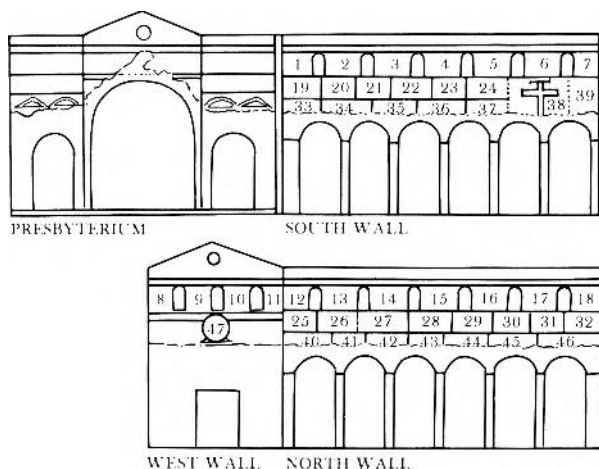 1 2 3 4 5 6 7
19 20 21 22 23 24 38 39
33 34 35 36 37
PRESBYTERIUM SOUTH WALL
8 9 10 11 12 13 14 15 16 17 18
47 25 26 27 28 29 30 31 32
40 41 42 43 44 45 46
WEST WALL NORTH WALL